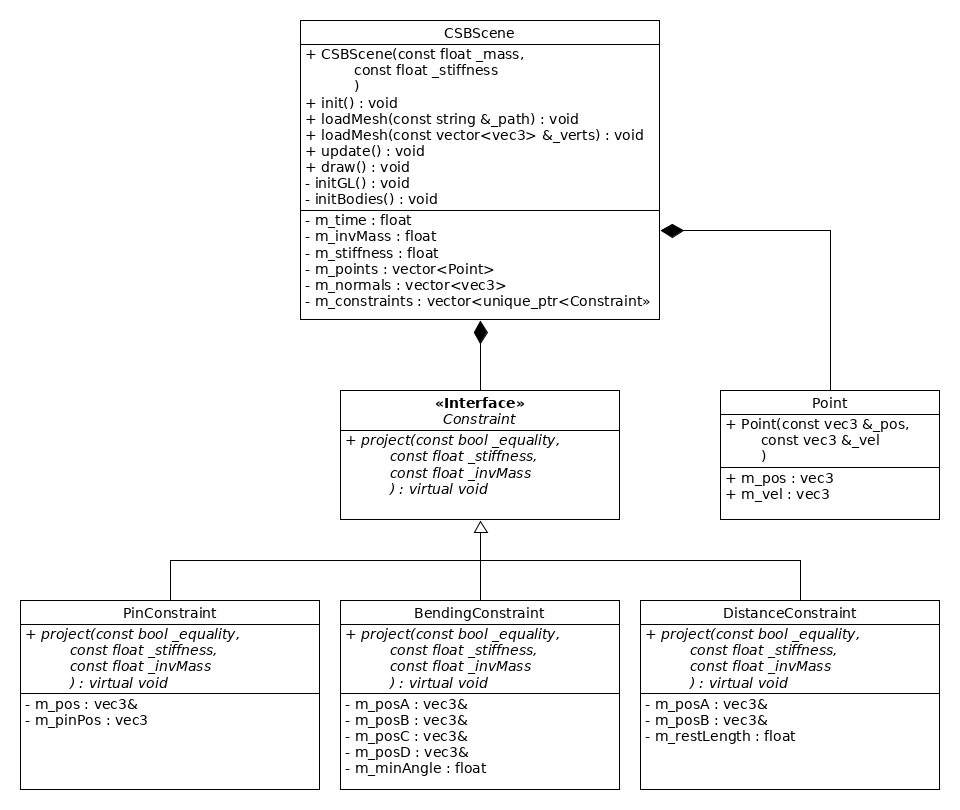 CSBScene
+ CSBScene(const float _mass,
const float _stiffness
)
+ init() : void
+ loadMesh(const string &_path) : void
+ loadMesh(const vector<vec3> &_verts) : void
+ update() : void
+ draw() : void
- initGL() : void
- initBodies() : void
- m_time : float
- m_invMass : float
- m_stiffness : float
- m_points : vector<Point>
- m_normals : vector<vec3>
- m_constraints : vector<unique_ptr<Constraint»
«Interface»
Constraint
+ project(const bool _equality,
const float _stiffness,
const float _invMass
) : virtual void
Point
+ Point(const vec3 &_pos,
const vec3 &_vel
)
+ m_pos : vec3
+ m_vel : vec3
PinConstraint
+ project(const bool _equality,
const float _stiffness,
const float _invMass
) : virtual void
- m_pos : vec3&
- m_pinPos : vec3
BendingConstraint
+ project(const bool _equality,
const float _stiffness,
const float _invMass
) : virtual void
- m_posA : vec3&
- m_posB : vec3&
- m_posC : vec3&
- m_posD : vec3&
- m_minAngle : float
DistanceConstraint
+ project(const bool _equality,
const float _stiffness,
const float _invMass
) : virtual void
- m_posA : vec3&
- m_posB : vec3&
- m_restLength : float